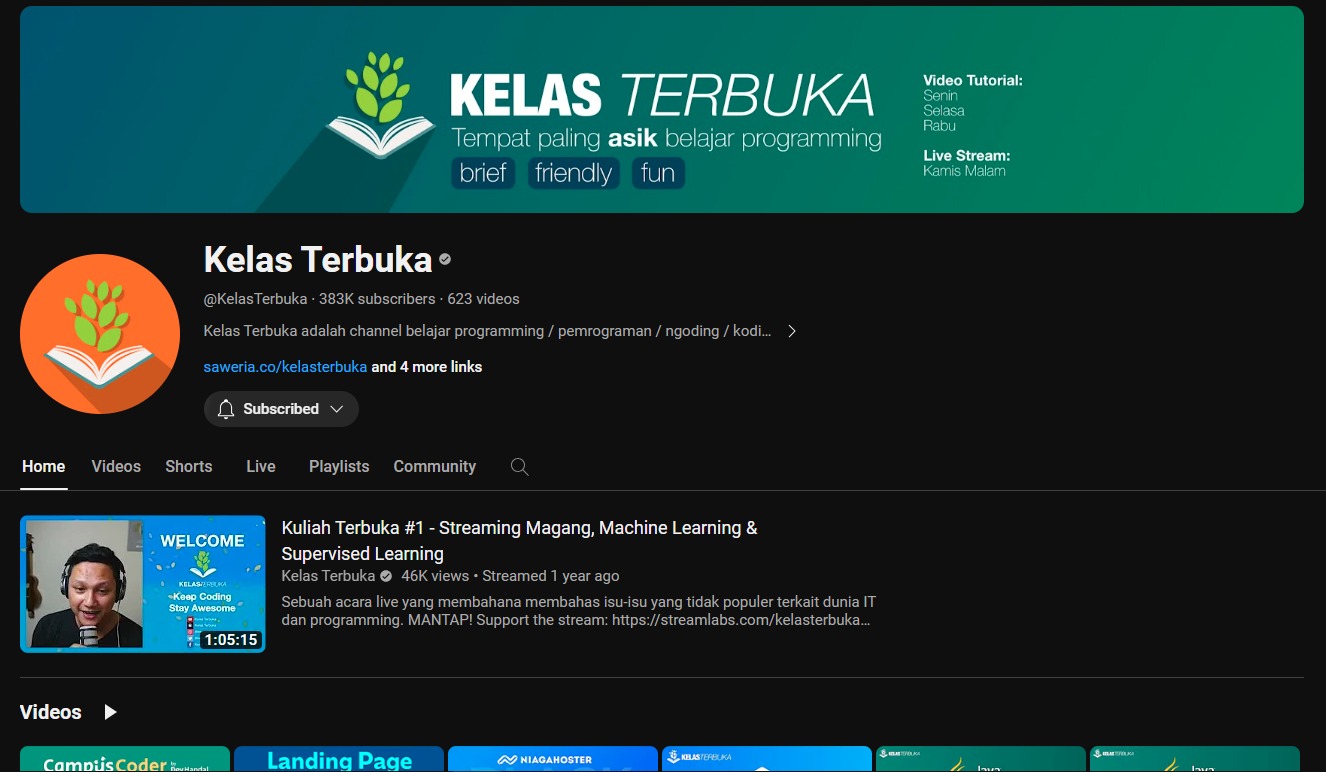 KELAS TERBUKA
Tempat paling asik belajar programming
brief friendly fun
Video Tutorial:
Senin
Selasa
Rabu
Live Stream:
Kamis Malam
Kelas Terbuka
@KelasTerbuka · 383K subscribers · 623 videos
Kelas Terbuka adalah channel belajar programming / pemrograman / ngoding / kodi...
saweria.co/kelasterbuka and 4 more links
Subscribed
Home Videos Shorts Live Playlists Community
WELCOME
KELASTERBUKA
Keep Coding
Stay Awesome
1:05:15
Kuliah Terbuka #1 - Streaming Magang, Machine Learning &
Supervised Learning
Kelas Terbuka 46K views • Streamed 1 year ago
Sebuah acara live yang membahana membahas isu-isu yang tidak populer terkait dunia IT
dan programming. MANTAP! Support the stream: https://streamlabs.com/kelasterbuka...
Videos
CampusCoder by DevHandal
Landing Page
NIAGAHOSTER
KELASTERBUKA
KELASTERBUKA
Java
KELASTERBUKA
Java